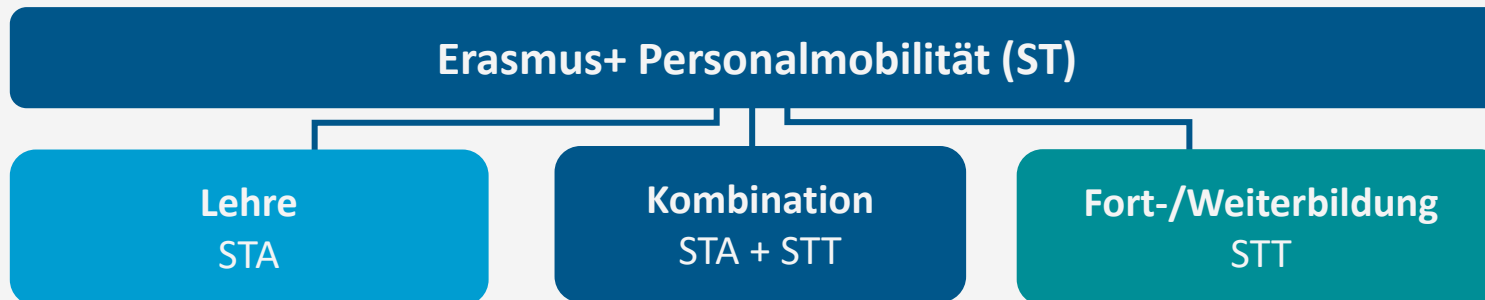 Erasmus+ Personalmobilität (ST)
Lehre
STA
Kombination
STA + STT
Fort-/Weiterbildung
STT